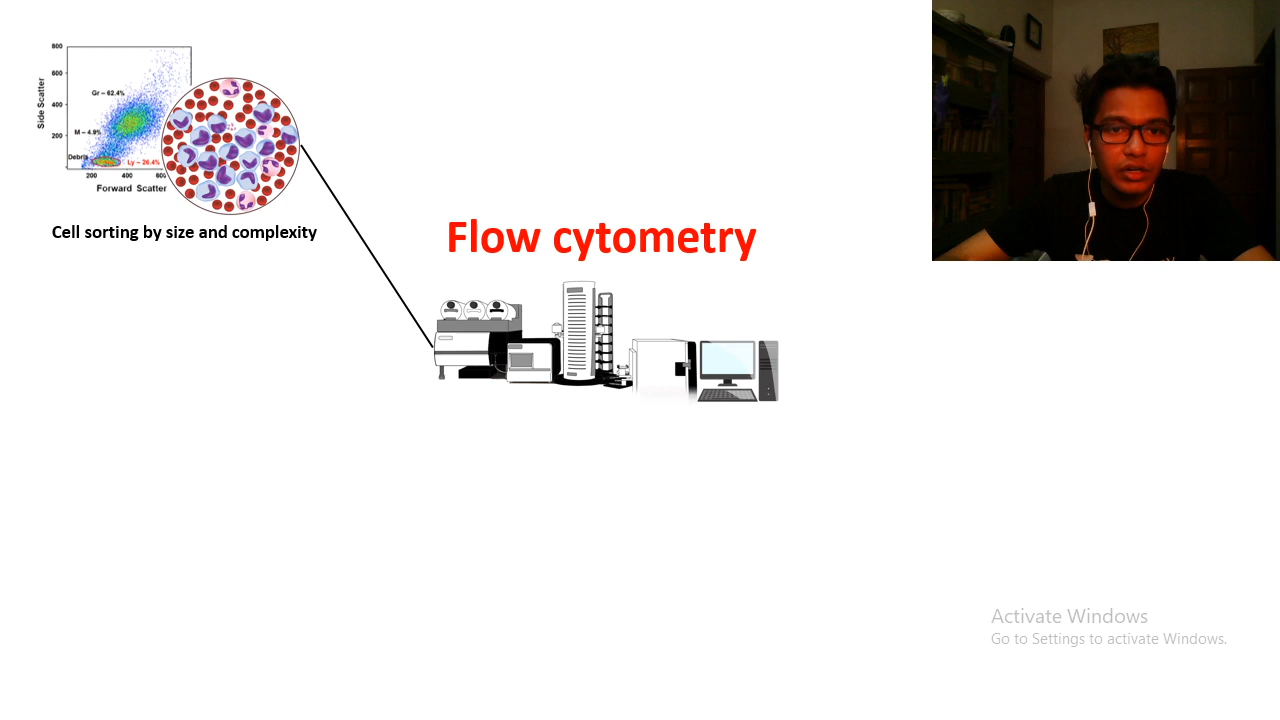 800
600
400
200
Side Scatter
Gr – 62.4%
M – 4.9%
Debris
Ly – 26.4%
200 400 600
Forward Scatter
Cell sorting by size and complexity
Flow cytometry
Activate Windows
Go to Settings to activate Windows.